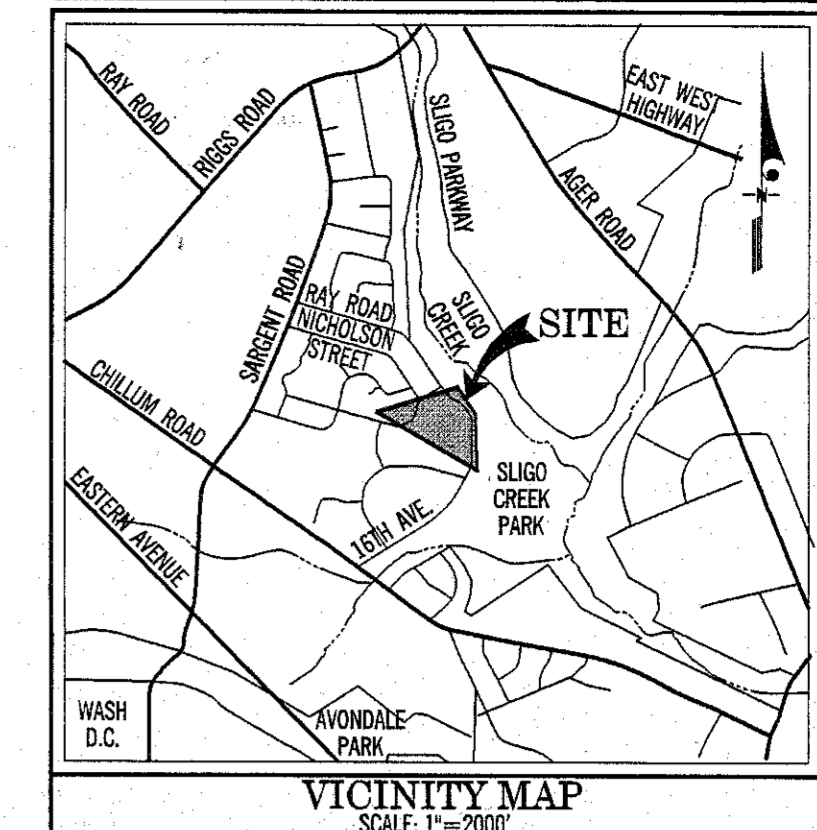 RAY ROAD
RIGGS ROAD
SLIGO PARKWAY
EAST WEST
HIGHWAY
N
AGER ROAD
SARGENT ROAD
RAY ROAD
NICHOLSON
STREET
SLIGO
CREEK
SITE
CHILLUM ROAD
EASTERN AVENUE
16TH AVE.
SLIGO
CREEK
PARK
WASH
D.C.
AVONDALE
PARK
VICINITY MAP
SCALE: 1"=2000'